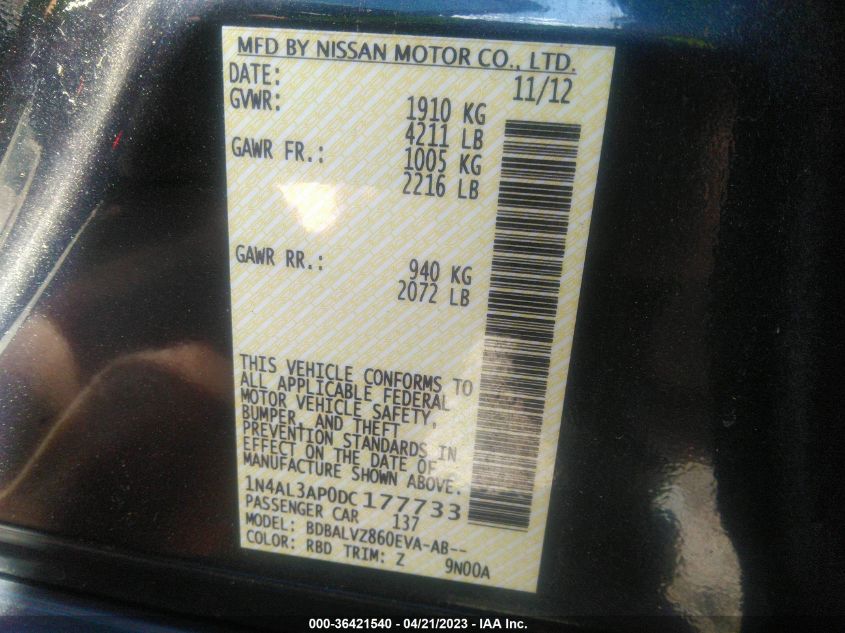 MFD BY NISSAN MOTOR CO., LTD.
DATE: 11/12
GVWR: 1910 KG
4211 LB
GAWR FR.: 1005 KG
2216 LB
GAWR RR.: 940 KG
2072 LB
THIS VEHICLE CONFORMS TO
ALL APPLICABLE FEDERAL
MOTOR VEHICLE SAFETY,
BUMPER, AND THEFT
PREVENTION STANDARDS IN
EFFECT ON THE DATE OF
MANUFACTURE SHOWN ABOVE.
1N4AL3AP0DC177733
PASSENGER CAR 137
MODEL: BDBALVZ860EVA-AB--
COLOR: RBD TRIM: Z 9N00A
000-36421540 - 04/21/2023 - IAA Inc.